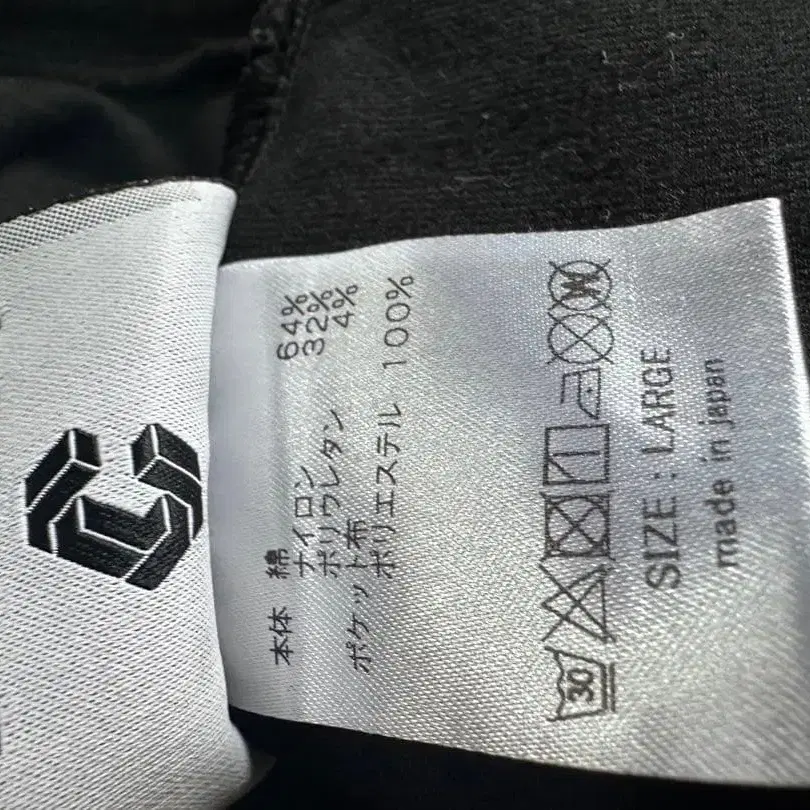 本体 綿 64%
ナイロン 32%
ポリウレタン 4%
ポケット布
ポリエステル 100%
30
W
SIZE : LARGE
made in japan